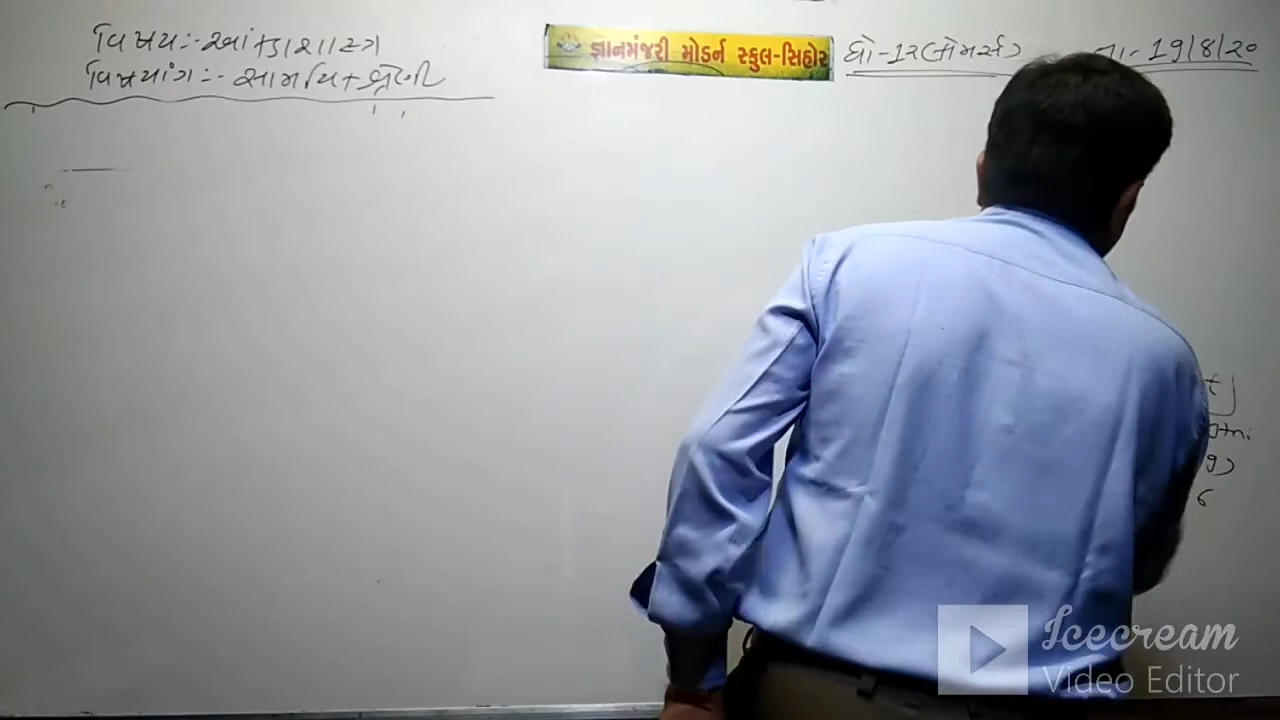 વિષય:- આંકડાશાસ્ત્ર
વિષયાંગ:- સામયિક શ્રેણી
જ્ઞાનમંજરી મોડર્ન સ્કુલ-સિહોર
ધો-12(કોમર્સ)
તા.-19/8/20
Icecream
Video Editor